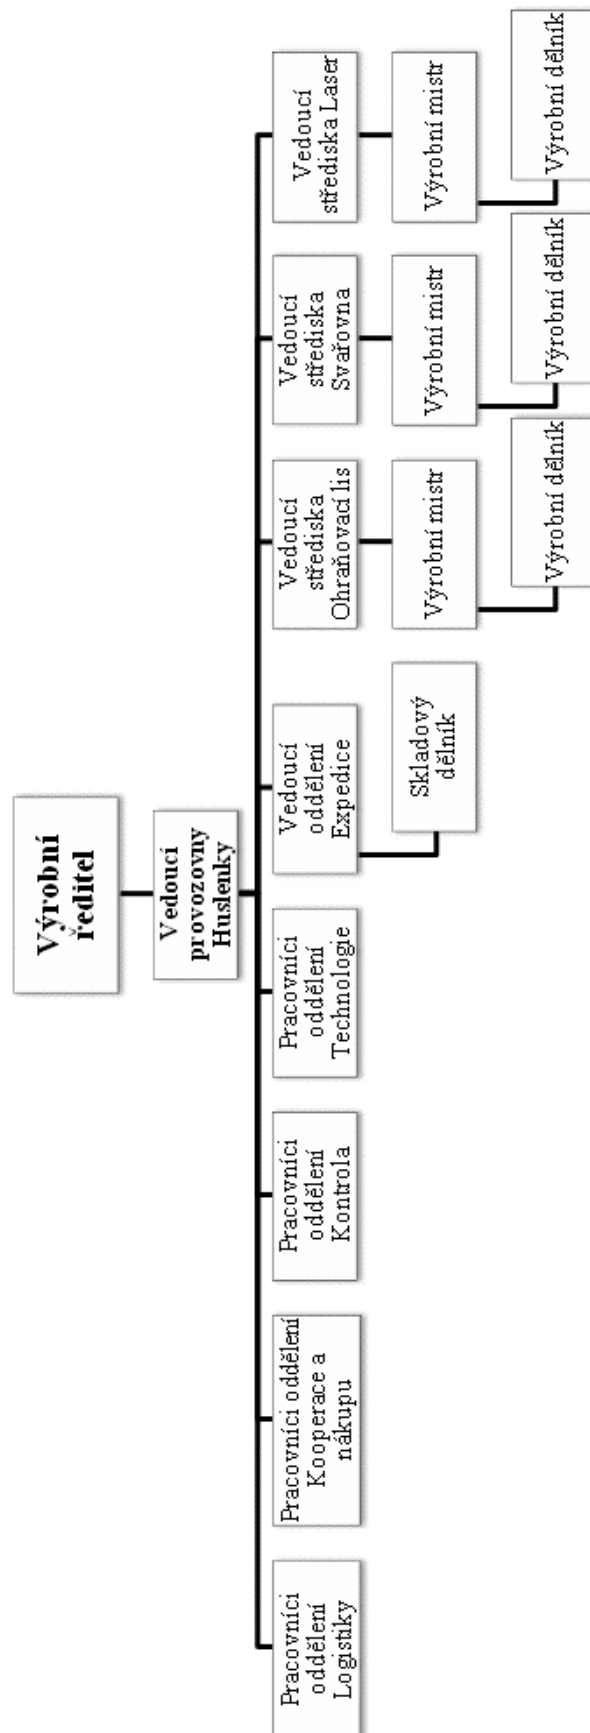 Výrobní
ředitel
Vedoucí
provozovny
Huslenky
Pracovníci
oddělení
Logistiky
Pracovníci oddělení
Kooperace a
nákupu
Pracovníci
oddělení
Kontrola
Pracovníci
oddělení
Technologie
Vedoucí
oddělení
Expedice
Vedoucí
střediska
Ohraňovací lis
Vedoucí
střediska
Svařovna
Vedoucí
střediska Laser
Skladový
dělník
Výrobní mistr
Výrobní mistr
Výrobní mistr
Výrobní dělník
Výrobní dělník
Výrobní dělník